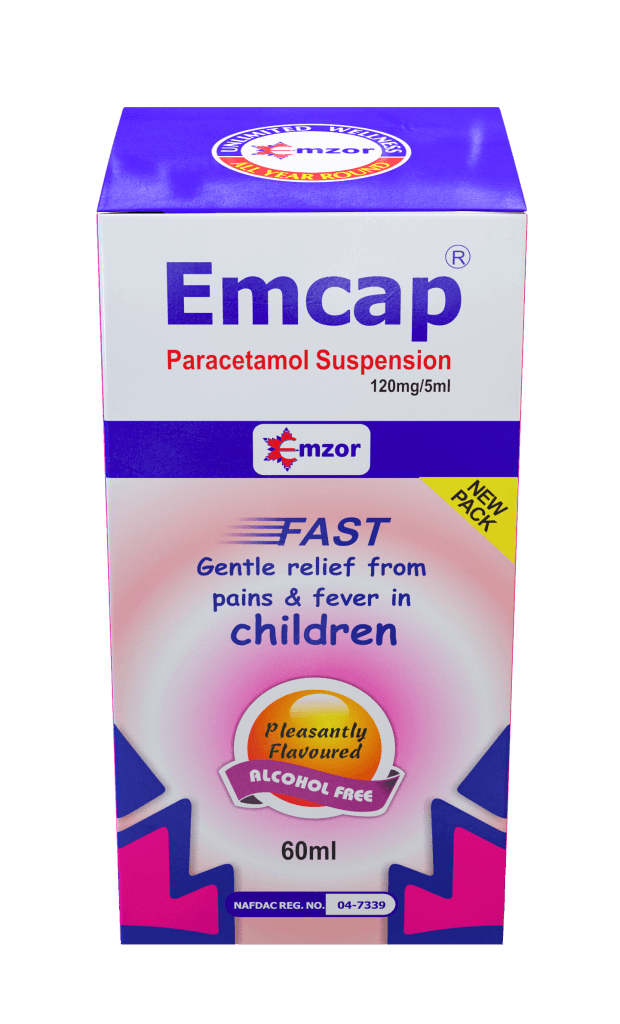 UNLIMITED WELLNESS
Emzor
ALL YEAR ROUND
Emcap®
Paracetamol Suspension
120mg/5ml
Emzor
NEW
PACK
FAST
Gentle relief from
pains & fever in
children
Pleasantly
Flavoured
ALCOHOL FREE
60ml
NAFDAC REG. NO. 04-7339